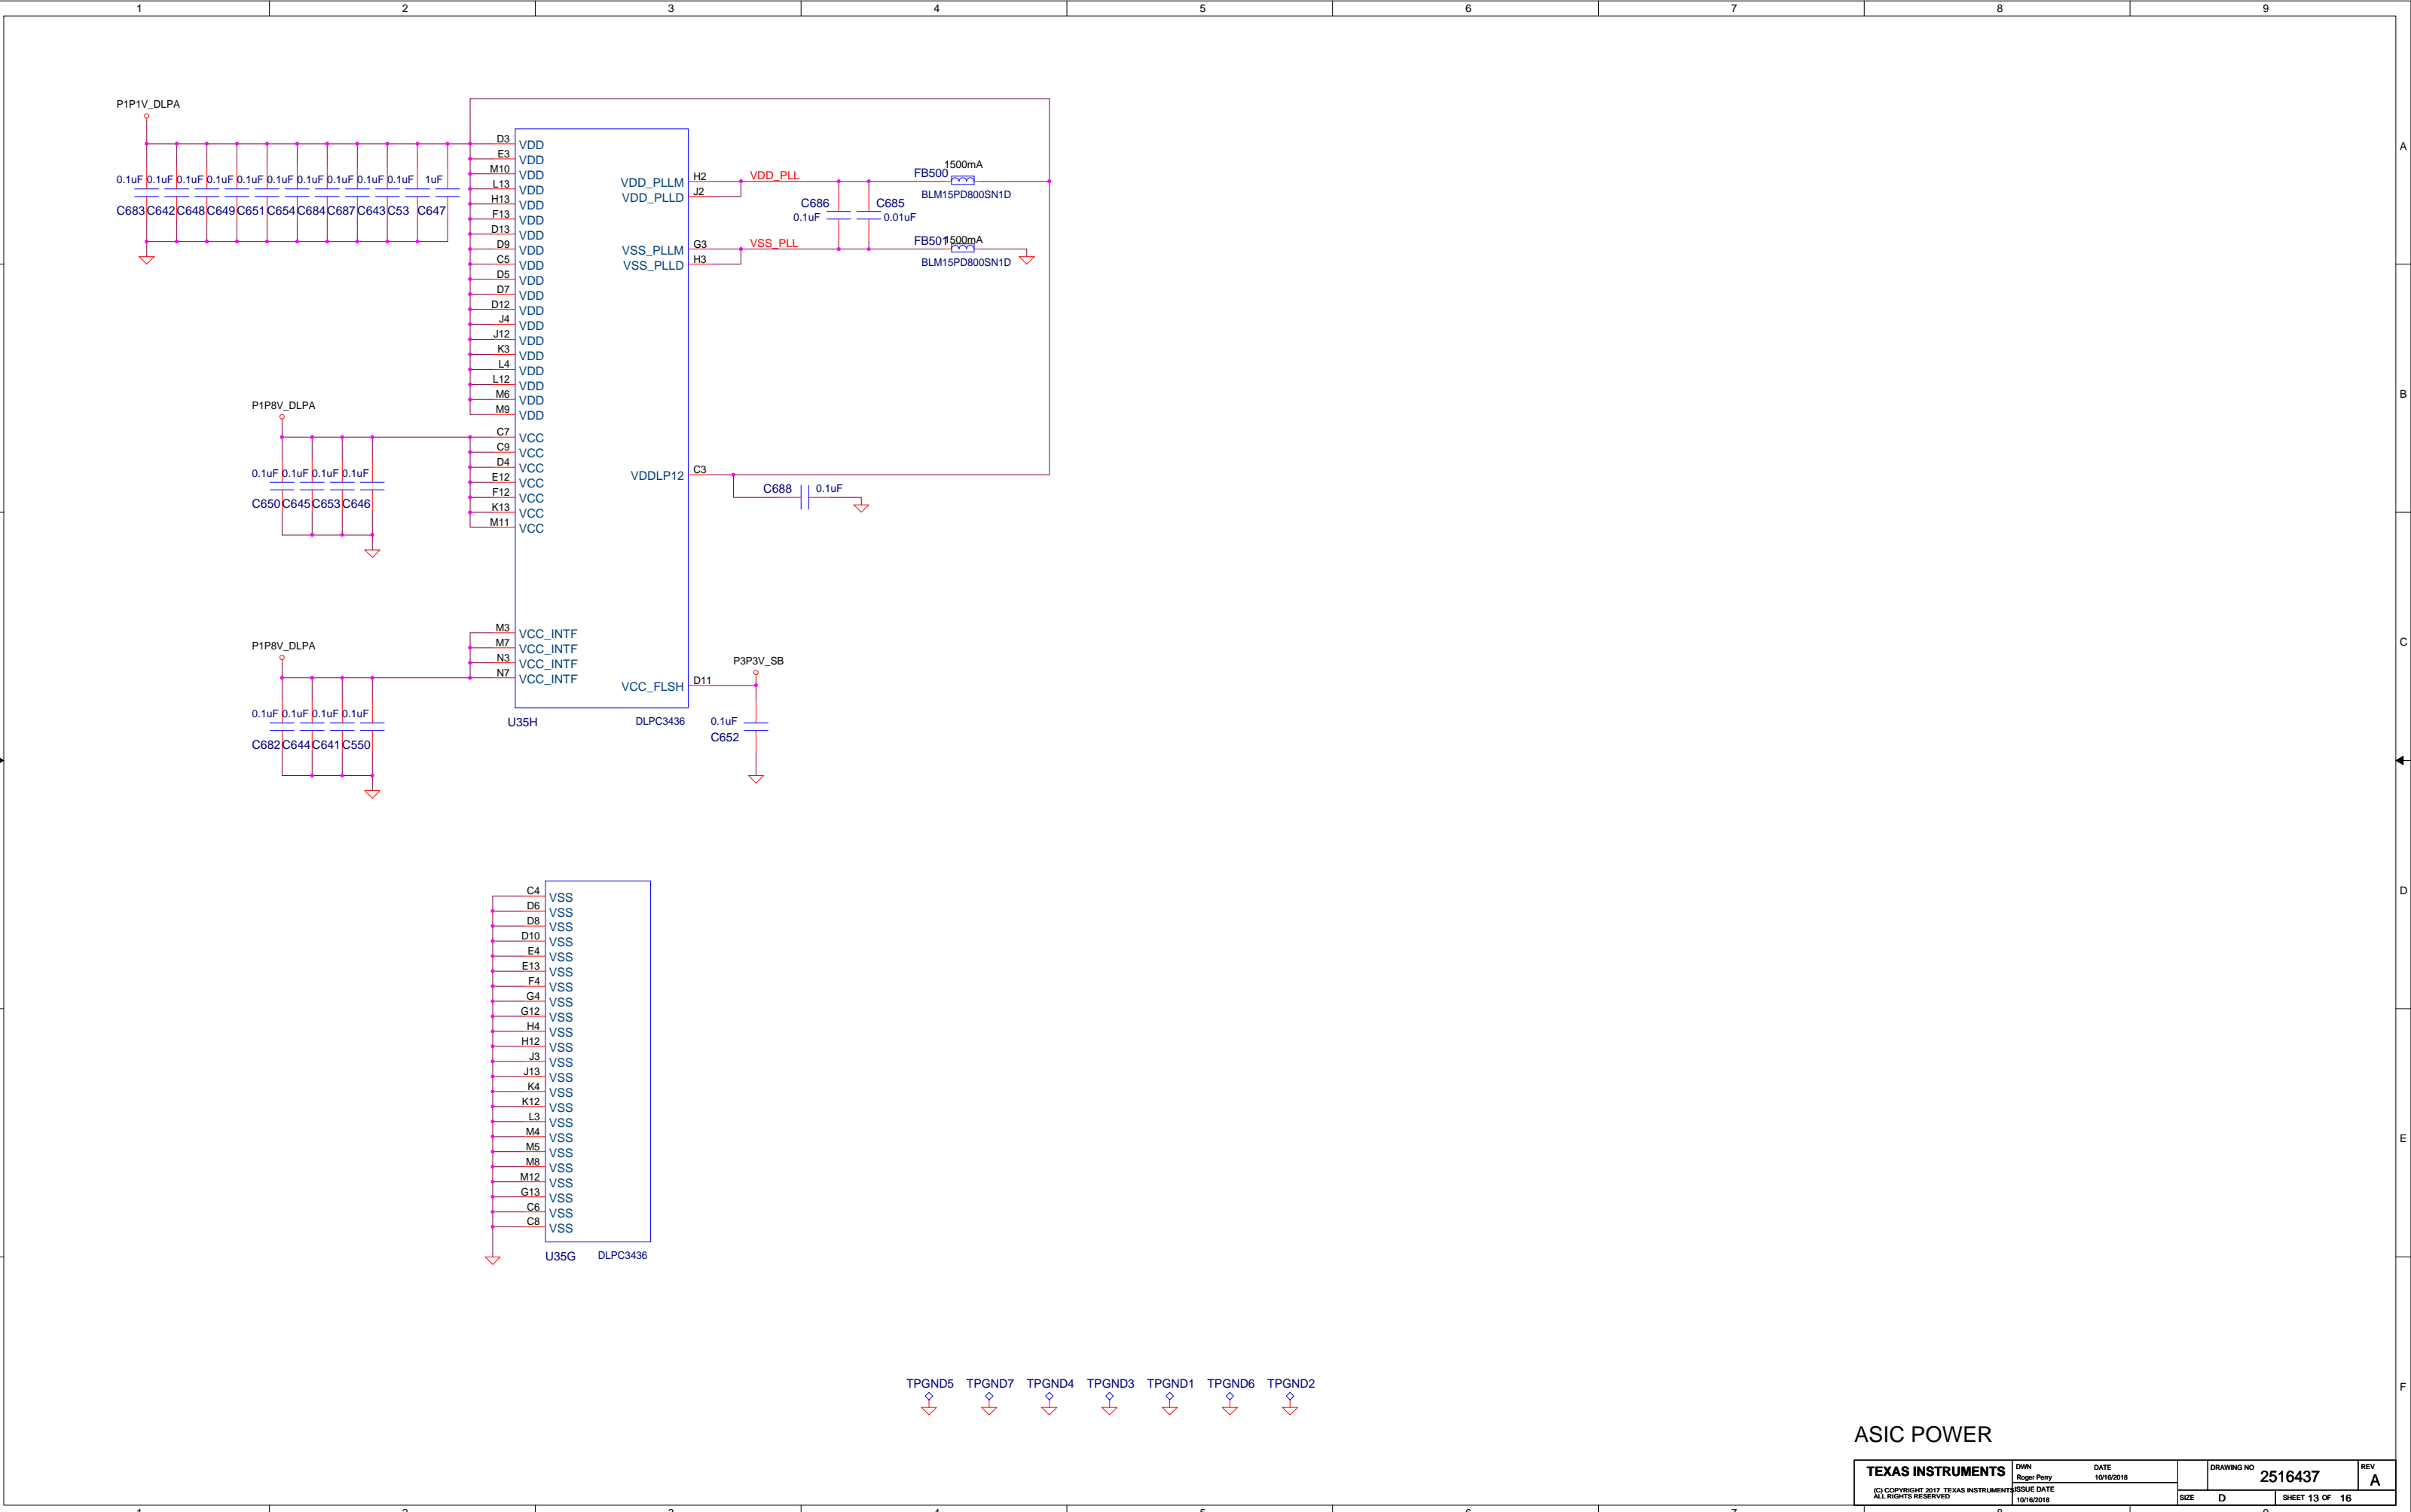 1 2 3 4 5 6 7 8 9
P1P1V_DLPA
0.1uF 0.1uF 0.1uF 0.1uF 0.1uF 0.1uF 0.1uF 0.1uF 0.1uF 0.1uF 1uF
C683 C642 C648 C649 C651 C654 C684 C687 C643 C53 C647
D3 VDD
E3 VDD
M10 VDD
L13 VDD
H13 VDD
F13 VDD
D13 VDD
D9 VDD
C5 VDD
D5 VDD
D7 VDD
D12 VDD
J4 VDD
J12 VDD
K3 VDD
L4 VDD
L12 VDD
M6 VDD
M9 VDD
VDD_PLLM H2 VDD_PLL
VDD_PLLD J2
FB500 1500mA
BLM15PD800SN1D
C686 0.1uF
C685 0.01uF
VSS_PLLM G3 VSS_PLL
VSS_PLLD H3
FB501 1500mA
BLM15PD800SN1D
A
B
P1P8V_DLPA
0.1uF 0.1uF 0.1uF 0.1uF
C650 C645 C653 C646
C7 VCC
C9 VCC
D4 VCC
E12 VCC
F12 VCC
K13 VCC
M11 VCC
VDDLP12 C3
C688 0.1uF
C
P1P8V_DLPA
0.1uF 0.1uF 0.1uF 0.1uF
C682 C644 C641 C550
M3 VCC_INTF
M7 VCC_INTF
N3 VCC_INTF
N7 VCC_INTF
VCC_FLSH D11
P3P3V_SB
0.1uF
C652
U35H DLPC3436
D
C4 VSS
D6 VSS
D8 VSS
D10 VSS
E4 VSS
E13 VSS
F4 VSS
G4 VSS
G12 VSS
H4 VSS
H12 VSS
J3 VSS
J13 VSS
K4 VSS
K12 VSS
L3 VSS
M4 VSS
M5 VSS
M8 VSS
M12 VSS
G13 VSS
C6 VSS
C8 VSS
U35G DLPC3436
E
TPGND5 TPGND7 TPGND4 TPGND3 TPGND1 TPGND6 TPGND2
F
ASIC POWER
TEXAS INSTRUMENTS
(C) COPYRIGHT 2017 TEXAS INSTRUMENTS
ALL RIGHTS RESERVED
DWN DATE
Roger Perry 10/16/2018
ISSUE DATE
10/16/2018
DRAWING NO 2516437
REV A
SIZE D SHEET 13 OF 16